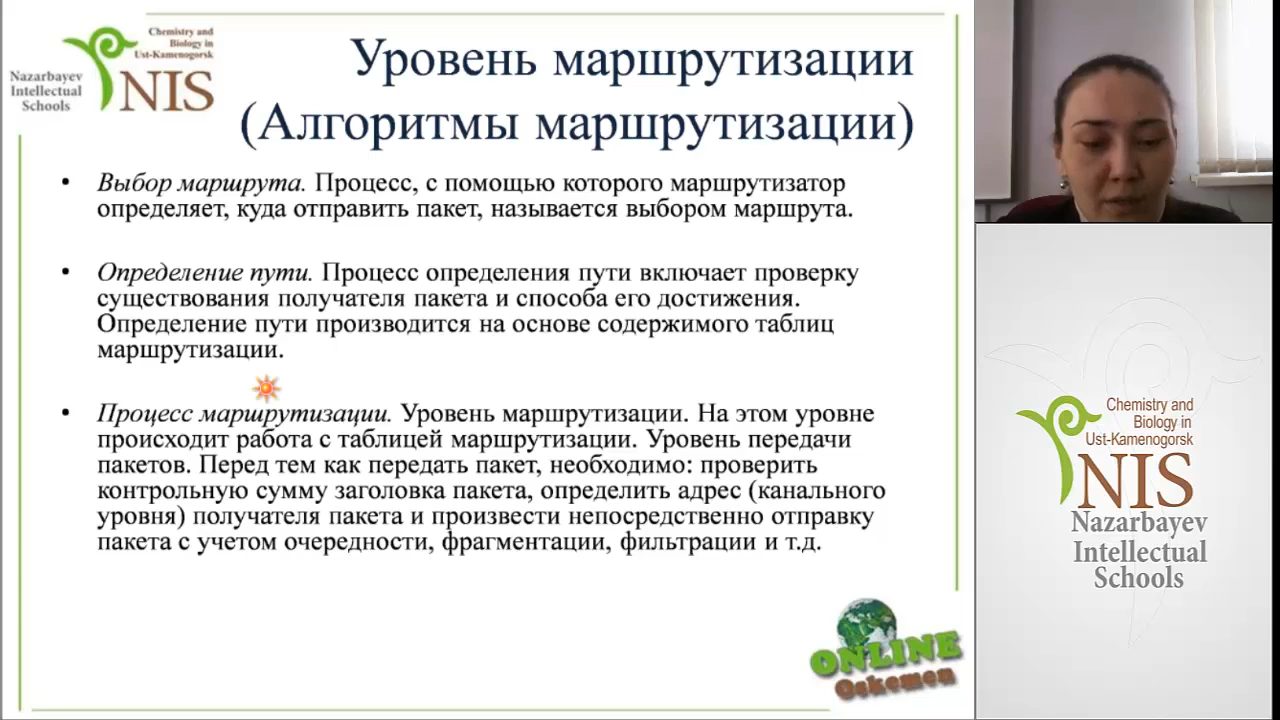 Chemistry and
Biology in
Ust-Kamenogorsk
Nazarbayev
Intellectual
Schools
NIS
Уровень маршрутизации
(Алгоритмы маршрутизации)
• Выбор маршрута. Процесс, с помощью которого маршрутизатор
определяет, куда отправить пакет, называется выбором маршрута.
• Определение пути. Процесс определения пути включает проверку
существования получателя пакета и способа его достижения.
Определение пути производится на основе содержимого таблиц
маршрутизации.
• Процесс маршрутизации. Уровень маршрутизации. На этом уровне
происходит работа с таблицей маршрутизации. Уровень передачи
пакетов. Перед тем как передать пакет, необходимо: проверить
контрольную сумму заголовка пакета, определить адрес (канального
уровня) получателя пакета и произвести непосредственно отправку
пакета с учетом очередности, фрагментации, фильтрации и т.д.
ONLINE
Oskemen
Chemistry and
Biology in
Ust-Kamenogorsk
NIS
Nazarbayev
Intellectual
Schools